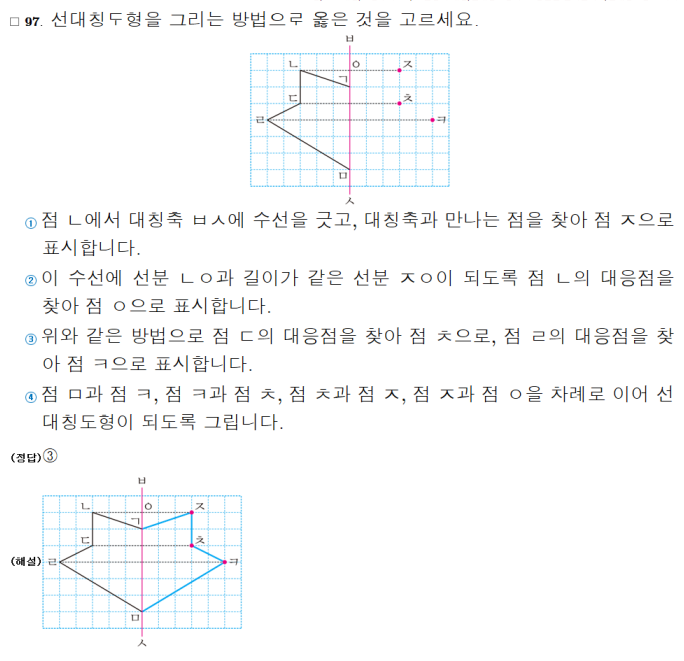 □ 97. 선대칭도형을 그리는 방법으로 옳은 것을 고르세요.
ㅂ
ㄴ ㅇ ㅈ
ㄱ
ㄷ ㅊ
ㄹ ㅋ
ㅁ
ㅅ
① 점 ㄴ에서 대칭축 ㅂㅅ에 수선을 긋고, 대칭축과 만나는 점을 찾아 점 ㅈ으로
표시합니다.
② 이 수선에 선분 ㄴㅇ과 길이가 같은 선분 ㅈㅇ이 되도록 점 ㄴ의 대응점을
찾아 점 ㅇ으로 표시합니다.
③ 위와 같은 방법으로 점 ㄷ의 대응점을 찾아 점 ㅊ으로, 점 ㄹ의 대응점을 찾
아 점 ㅋ으로 표시합니다.
④ 점 ㅁ과 점 ㅋ, 점 ㅋ과 점 ㅊ, 점 ㅊ과 점 ㅈ, 점 ㅈ과 점 ㅇ을 차례로 이어 선
대칭도형이 되도록 그립니다.
(정답)③
ㅂ
ㄴ ㅇ ㅈ
ㄱ
ㄷ ㅊ
(해설) ㄹ ㅋ
ㅁ
ㅅ